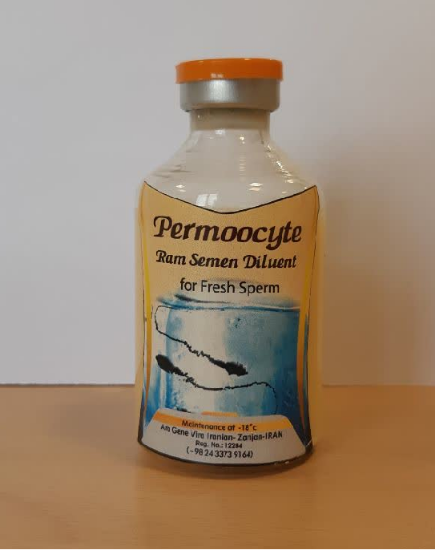 Permoocyte
Ram Semen Diluent
for Fresh Sperm
Maintenance at -18°c
Ara Gene Vira Iranian- Zanjan-IRAN
Reg. No.: 12284
(+98 24 3373 9164)